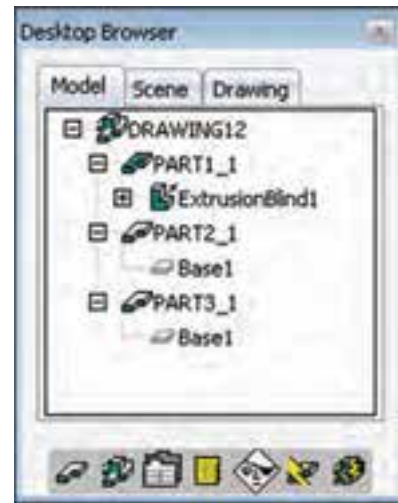 Desktop Browser
Model Scene Drawing
DRAWING12
PART1_1
ExtrusionBlind1
PART2_1
Base1
PART3_1
Base1